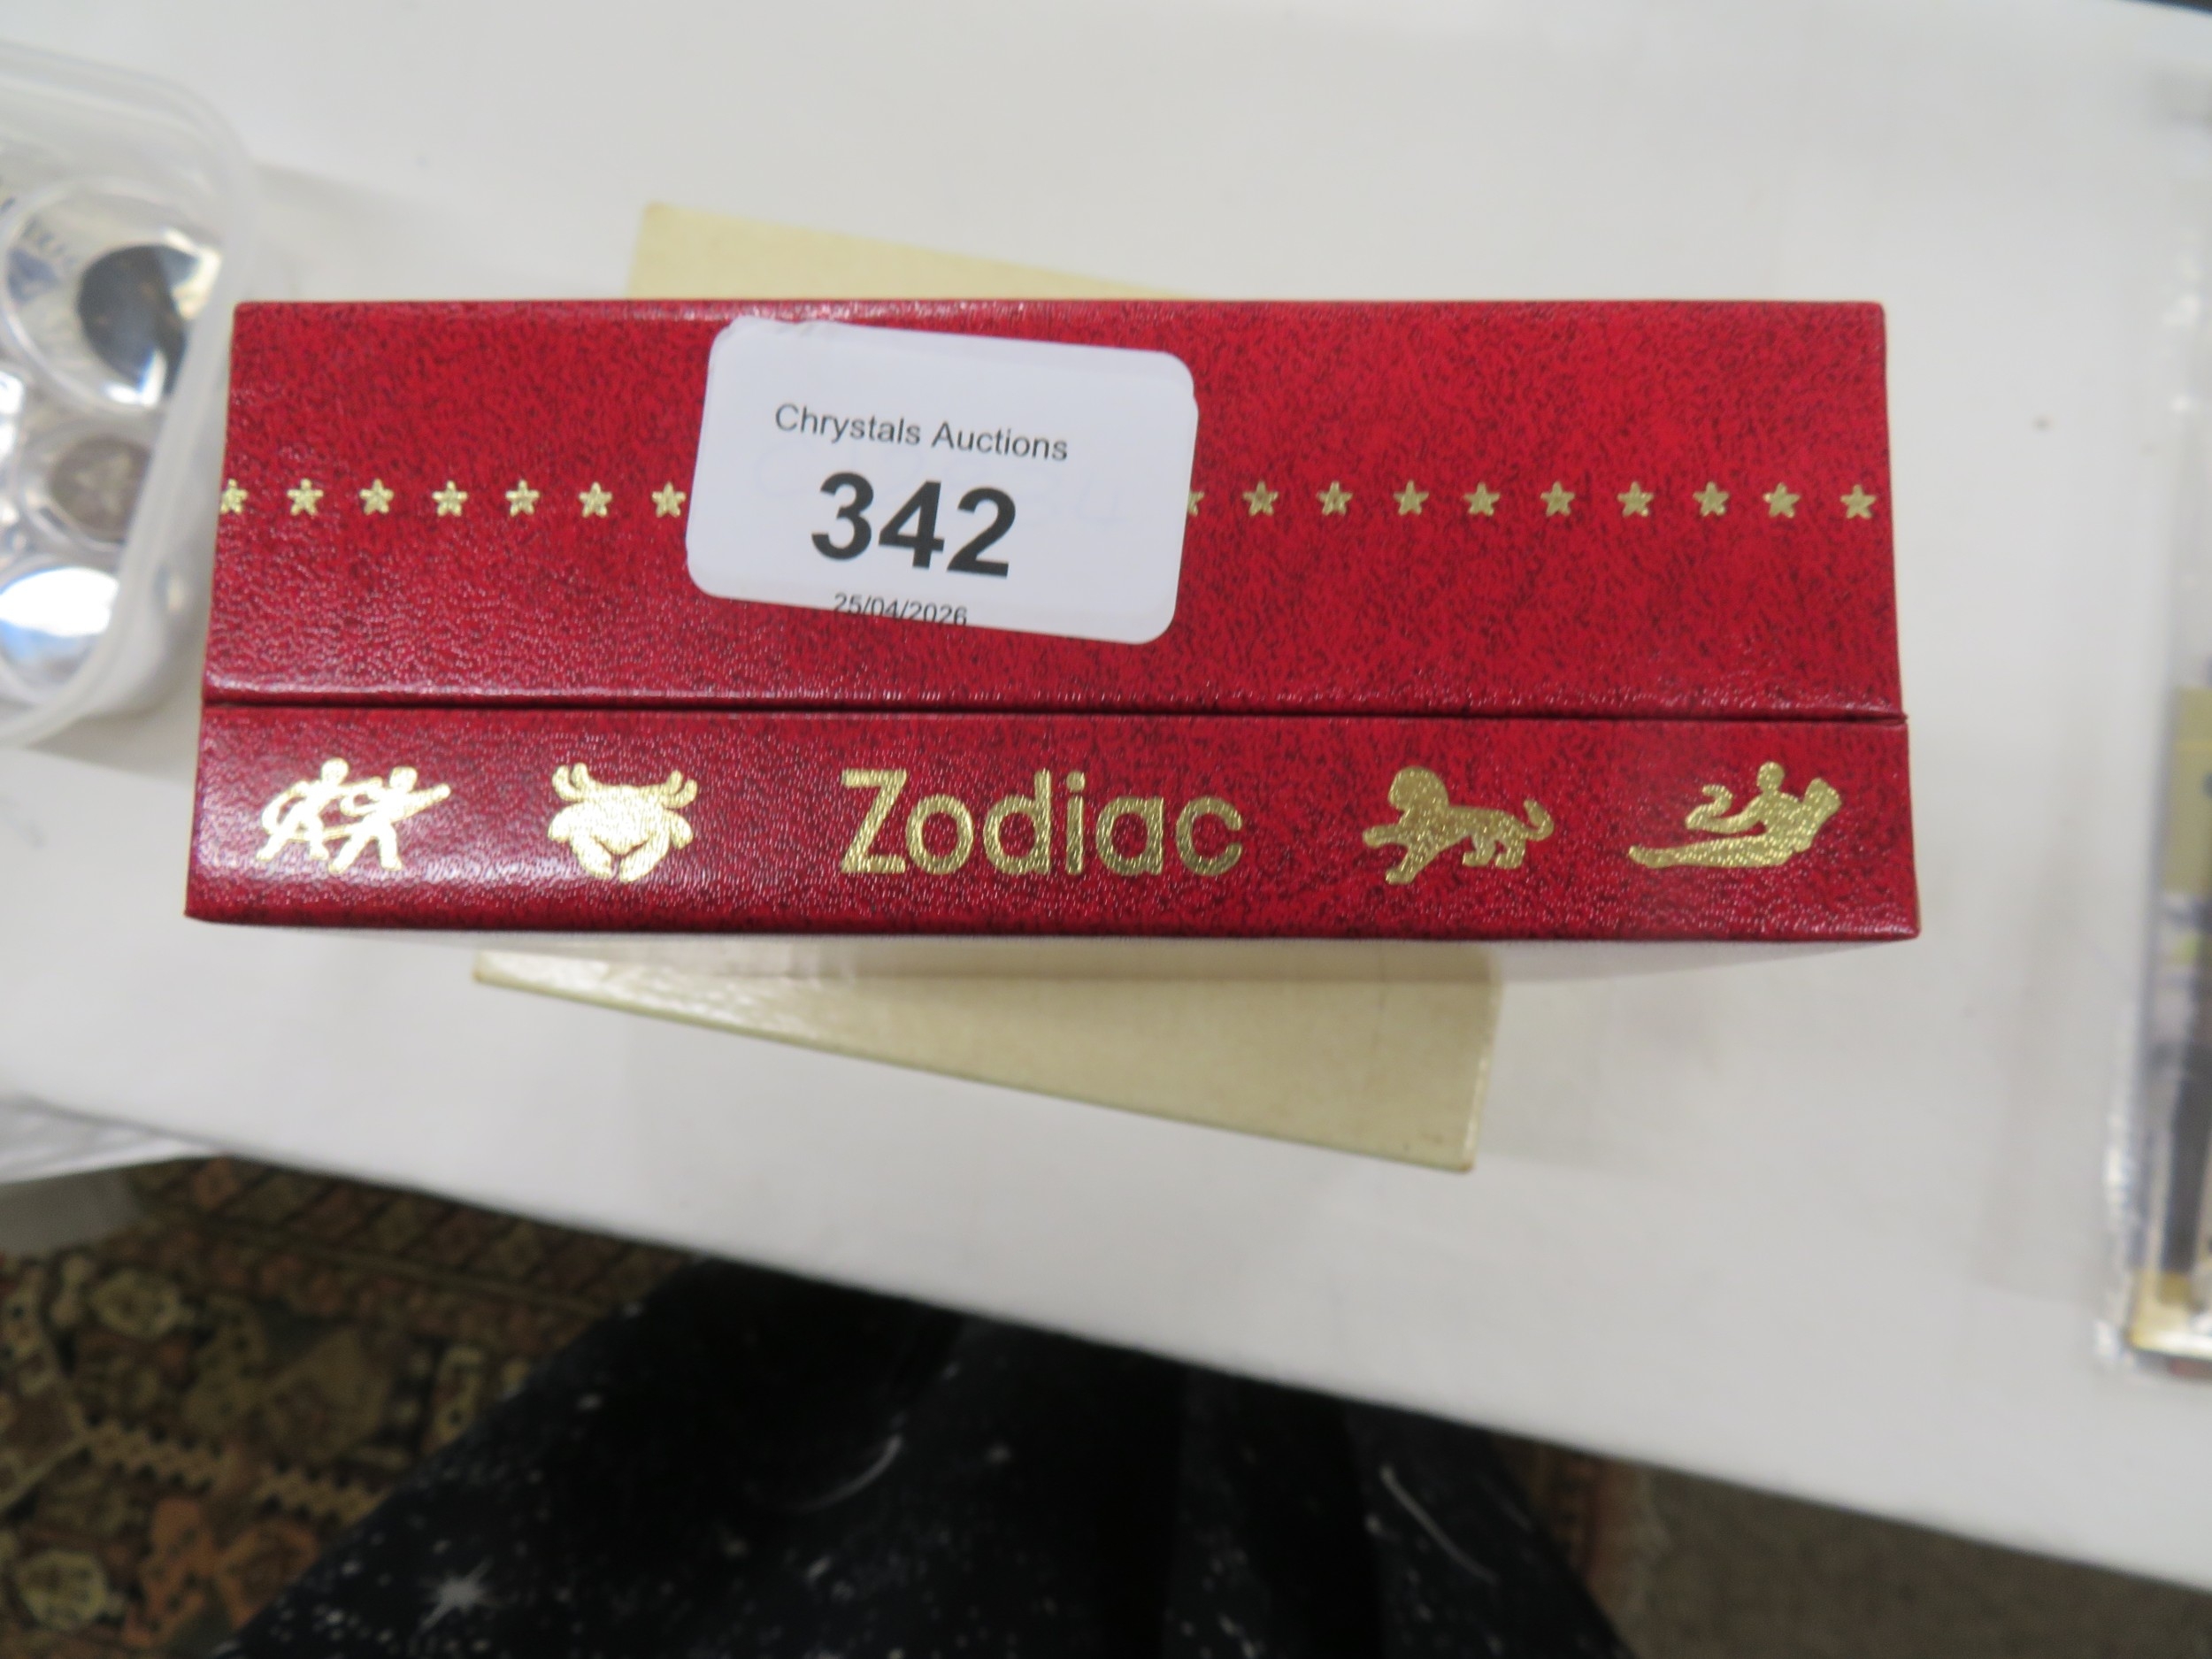 Chrystals Auctions
342
25/04/2026
Zodiac